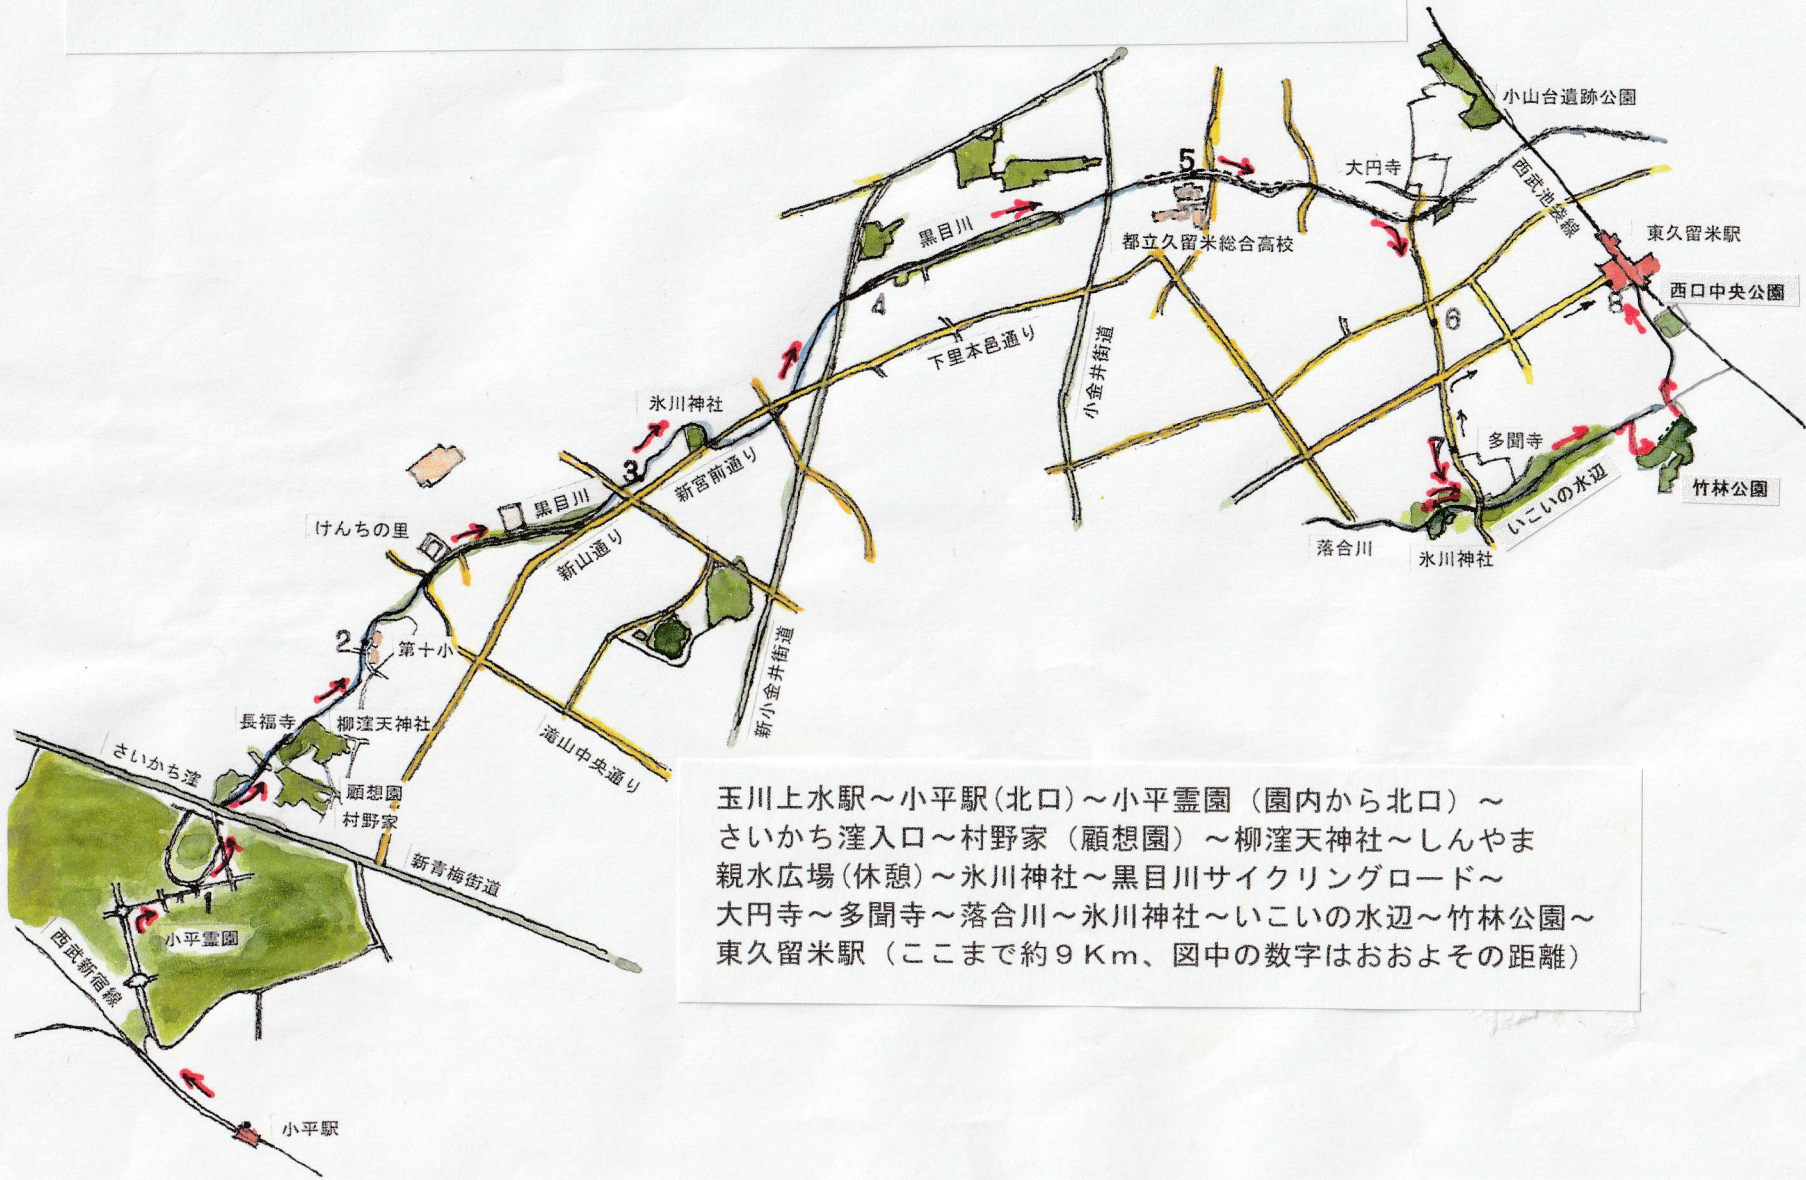 小山台遺跡公園
西武池袋線
東久留米駅
西口中央公園
大円寺
5
都立久留米総合高校
黒目川
4
6
8
下里本邑通り
小金井街道
氷川神社
3
新宮前通り
黒目川
けんちの里
新山通り
多聞寺
いこいの水辺
竹林公園
落合川
氷川神社
2
第十小
長福寺
柳窪天神社
新小金井街道
滝山中央通り
さいかち窪
顧想園
村野家
新青梅街道
1
小平霊園
西武新宿線
小平駅
玉川上水駅～小平駅(北口)～小平霊園（園内から北口）～
さいかち窪入口～村野家（顧想園）～柳窪天神社～しんやま
親水広場(休憩)～氷川神社～黒目川サイクリングロード～
大円寺～多聞寺～落合川～氷川神社～いこいの水辺～竹林公園～
東久留米駅（ここまで約９Ｋｍ、図中の数字はおおよその距離）